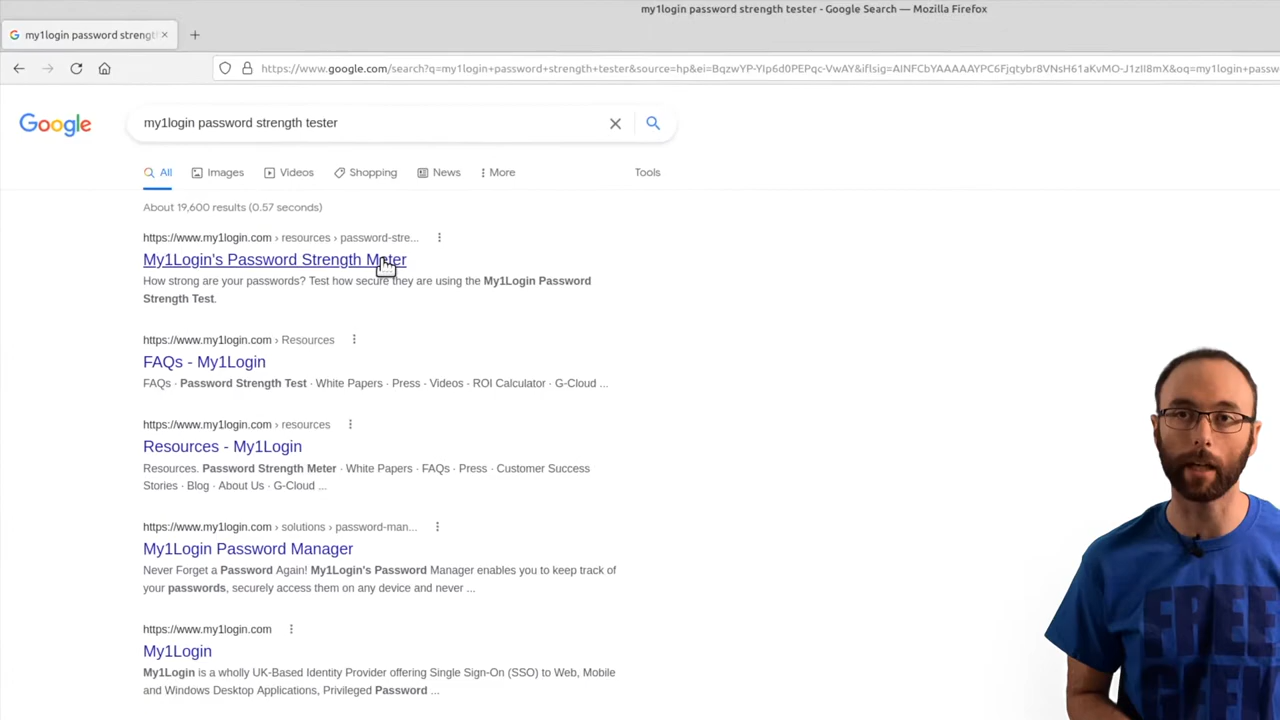 my1login password strength tester - Google Search — Mozilla Firefox
my1login password strengt
https://www.google.com/search?q=my1login+password+strength+tester&source=hp&ei=BqzwYP-YIp6d0PEPqc-VwAY&iflsig=AINFCbYAAAAAYPC6Fjqtybr8VNsH61aKvMO-J1zII8mX&oq=my1login+passw
Google
my1login password strength tester
All Images Videos Shopping News More Tools
About 19,600 results (0.57 seconds)
https://www.my1login.com › resources › password-stre...
My1Login's Password Strength Meter
How strong are your passwords? Test how secure they are using the My1Login Password
Strength Test.
https://www.my1login.com › Resources
FAQs - My1Login
FAQs · Password Strength Test · White Papers · Press · Videos · ROI Calculator · G-Cloud ...
https://www.my1login.com › resources
Resources - My1Login
Resources. Password Strength Meter · White Papers · FAQs · Press · Customer Success
Stories · Blog · About Us · G-Cloud ...
https://www.my1login.com › solutions › password-man...
My1Login Password Manager
Never Forget a Password Again! My1Login's Password Manager enables you to keep track of
your passwords, securely access them on any device and never ...
https://www.my1login.com
My1Login
My1Login is a wholly UK-Based Identity Provider offering Single Sign-On (SSO) to Web, Mobile
and Windows Desktop Applications, Privileged Password ...
FREE
GEEK